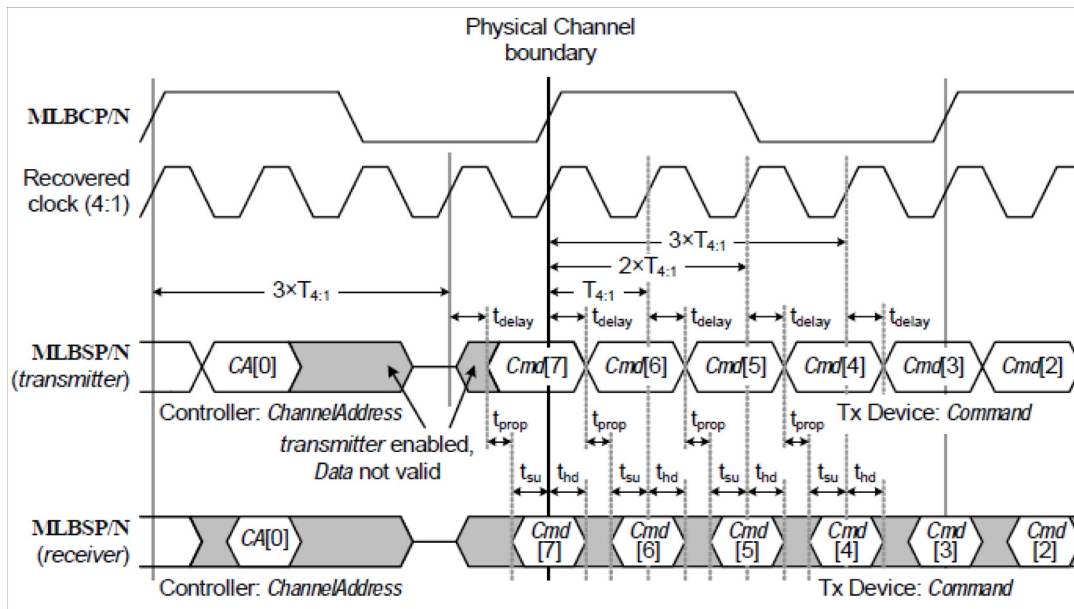 Physical Channel
boundary
MLBCP/N
Recovered
clock (4:1)
3×T4:1
2×T4:1
3×T4:1
T4:1
tdelay
tdelay
tdelay
tdelay
tdelay
MLBSP/N
(transmitter)
CA[0]
Cmd[7]
Cmd[6]
Cmd[5]
Cmd[4]
Cmd[3]
Cmd[2]
Controller: ChannelAddress
Tx Device: Command
transmitter enabled,
Data not valid
tprop
tprop
tprop
tprop
tsu
thd
tsu
thd
tsu
thd
tsu
thd
MLBSP/N
(receiver)
CA[0]
Cmd
[7]
Cmd
[6]
Cmd
[5]
Cmd
[4]
Cmd
[3]
Cmd
[2]
Controller: ChannelAddress
Tx Device: Command